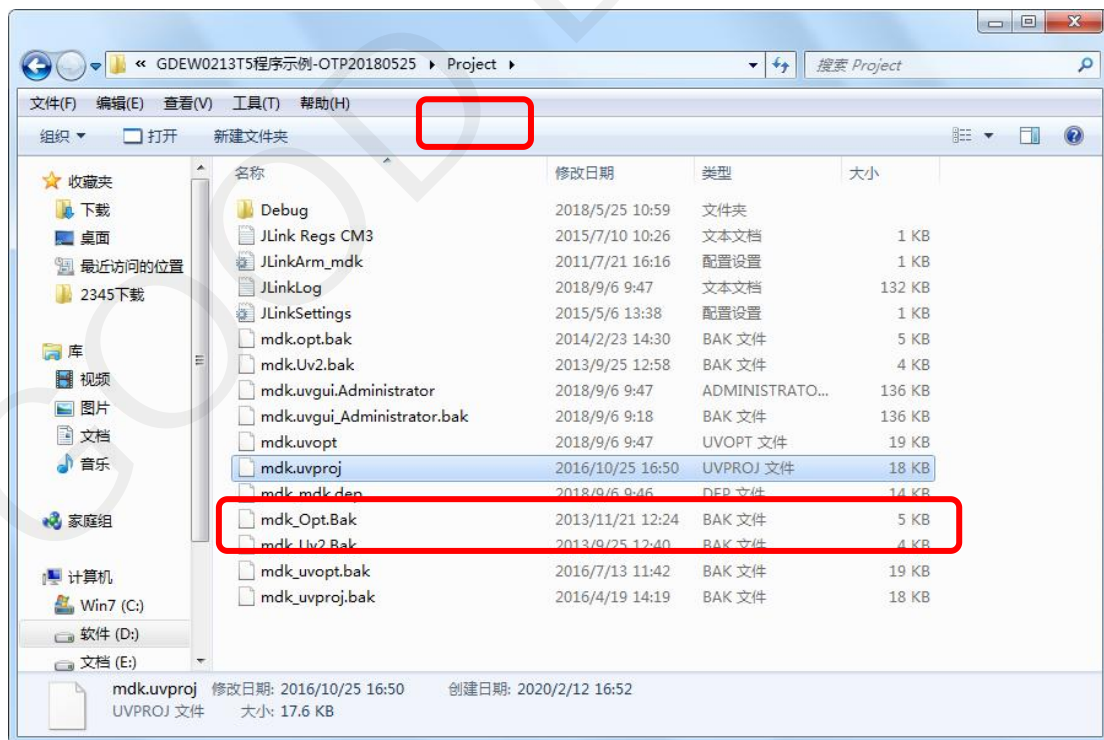 « GDEW0213T5程序示例-OTP20180525 ▸ Project ▸ 搜索 Project
文件(F) 编辑(E) 查看(V) 工具(T) 帮助(H)
组织 打开 新建文件夹
名称 修改日期 类型 大小
收藏夹
下载
桌面
最近访问的位置
2345下载
库
视频
图片
文档
音乐
家庭组
计算机
Win7 (C:)
软件 (D:)
文档 (E:)
Debug 2018/5/25 10:59 文件夹
JLink Regs CM3 2015/7/10 10:26 文本文档 1 KB
JLinkArm_mdk 2011/7/21 16:16 配置设置 1 KB
JLinkLog 2018/9/6 9:47 文本文档 132 KB
JLinkSettings 2015/5/6 13:38 配置设置 1 KB
mdk.opt.bak 2014/2/23 14:30 BAK 文件 5 KB
mdk.Uv2.bak 2013/9/25 12:58 BAK 文件 4 KB
mdk.uvgui.Administrator 2018/9/6 9:47 ADMINISTRATO... 136 KB
mdk.uvgui_Administrator.bak 2018/9/6 9:18 BAK 文件 136 KB
mdk.uvopt 2018/9/6 9:47 UVOPT 文件 19 KB
mdk.uvproj 2016/10/25 16:50 UVPROJ 文件 18 KB
mdk_mdk.dep 2018/9/6 9:46 DEP 文件 14 KB
mdk_Opt.Bak 2013/11/21 12:24 BAK 文件 5 KB
mdk_Uv2.Bak 2013/9/25 12:40 BAK 文件 4 KB
mdk_uvopt.bak 2016/7/13 11:42 BAK 文件 19 KB
mdk_uvproj.bak 2016/4/19 14:19 BAK 文件 18 KB
mdk.uvproj 修改日期: 2016/10/25 16:50 创建日期: 2020/2/12 16:52
UVPROJ 文件 大小: 17.6 KB